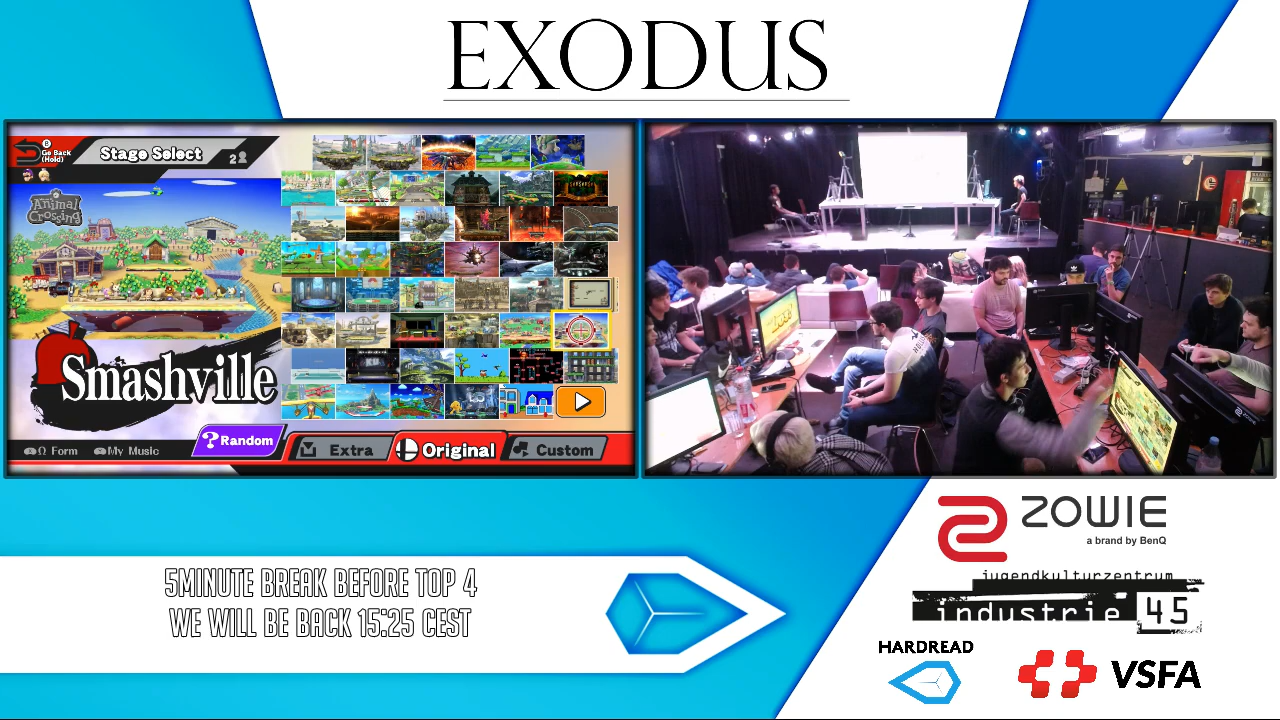 EXODUS
B
Go Back
(Hold)
Stage Select
2
Animal
Crossing
Smashville
Ω Form
My Music
? Random
Extra
Original
Custom
5MINUTE BREAK BEFORE TOP 4
WE WILL BE BACK 15:25 CEST
ZOWIE
a brand by BenQ
jugendkulturzentrum
industrie 45
HARDREAD
VSFA